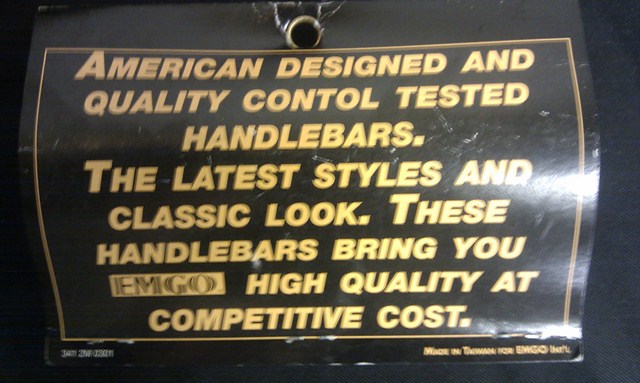 AMERICAN DESIGNED AND
QUALITY CONTOL TESTED
HANDLEBARS.
THE LATEST STYLES AND
CLASSIC LOOK. THESE
HANDLEBARS BRING YOU
EMGO HIGH QUALITY AT
COMPETITIVE COST.
MADE IN TAIWAN FOR EMGO INT'L